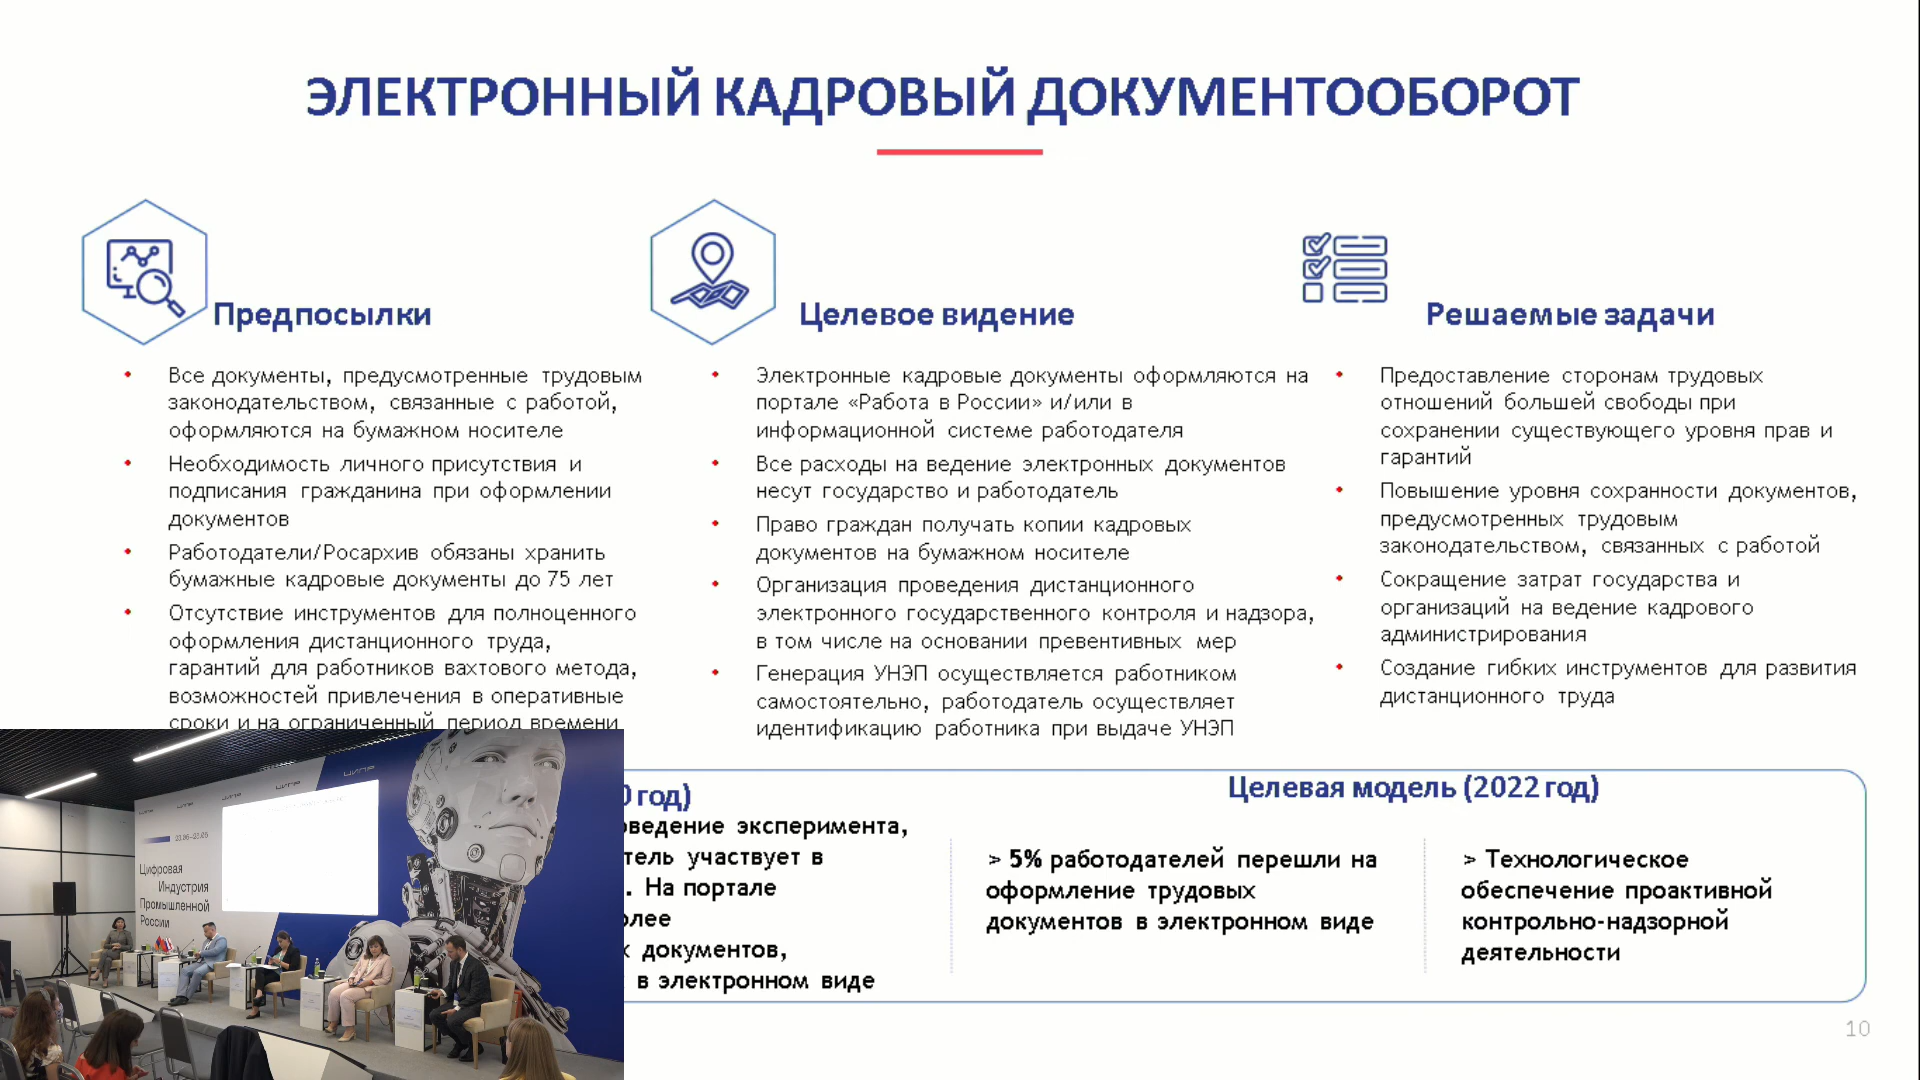 ЭЛЕКТРОННЫЙ КАДРОВЫЙ ДОКУМЕНТООБОРОТ
Предпосылки
• Все документы, предусмотренные трудовым
законодательством, связанные с работой,
оформляются на бумажном носителе
• Необходимость личного присутствия и
подписания гражданина при оформлении
документов
• Работодатели/Росархив обязаны хранить
бумажные кадровые документы до 75 лет
• Отсутствие инструментов для полноценного
оформления дистанционного труда,
гарантий для работников вахтового метода,
возможностей привлечения в оперативные
сроки и на ограниченный период времени
Целевое видение
• Электронные кадровые документы оформляются на
портале «Работа в России» и/или в
информационной системе работодателя
• Все расходы на ведение электронных документов
несут государство и работодатель
• Право граждан получать копии кадровых
документов на бумажном носителе
• Организация проведения дистанционного
электронного государственного контроля и надзора,
в том числе на основании превентивных мер
• Генерация УНЭП осуществляется работником
самостоятельно, работодатель осуществляет
идентификацию работника при выдаче УНЭП
Решаемые задачи
• Предоставление сторонам трудовых
отношений большей свободы при
сохранении существующего уровня прав и
гарантий
• Повышение уровня сохранности документов,
предусмотренных трудовым
законодательством, связанных с работой
• Сокращение затрат государства и
организаций на ведение кадрового
администрирования
• Создание гибких инструментов для развития
дистанционного труда
год)
эксперимента,
участвует в
. На портале
документов,
в электронном виде
Целевая модель (2022 год)
> 5% работодателей перешли на
оформление трудовых
документов в электронном виде
> Технологическое
обеспечение проактивной
контрольно-надзорной
деятельности
10
ЦИПР
ЦИПР
ЦИПР
Цифровая
Индустрия
Промышленной
России